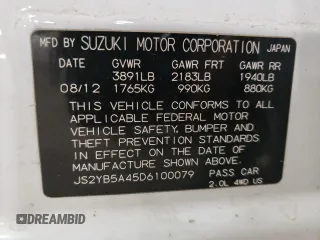 MFD BY SUZUKI MOTOR CORPORATION JAPAN
DATE GVWR GAWR FRT GAWR RR
3891LB 2183LB 1940LB
08/12 1765KG 990KG 880KG
THIS VEHICLE CONFORMS TO ALL
APPLICABLE FEDERAL MOTOR
VEHICLE SAFETY, BUMPER AND
THEFT PREVENTION STANDARDS
IN EFFECT ON THE DATE OF
MANUFACTURE SHOWN ABOVE.
JS2YB5A45D6100079 PASS CAR
2.0L 4WD US
DREAMBID
OTOMOTO.COM